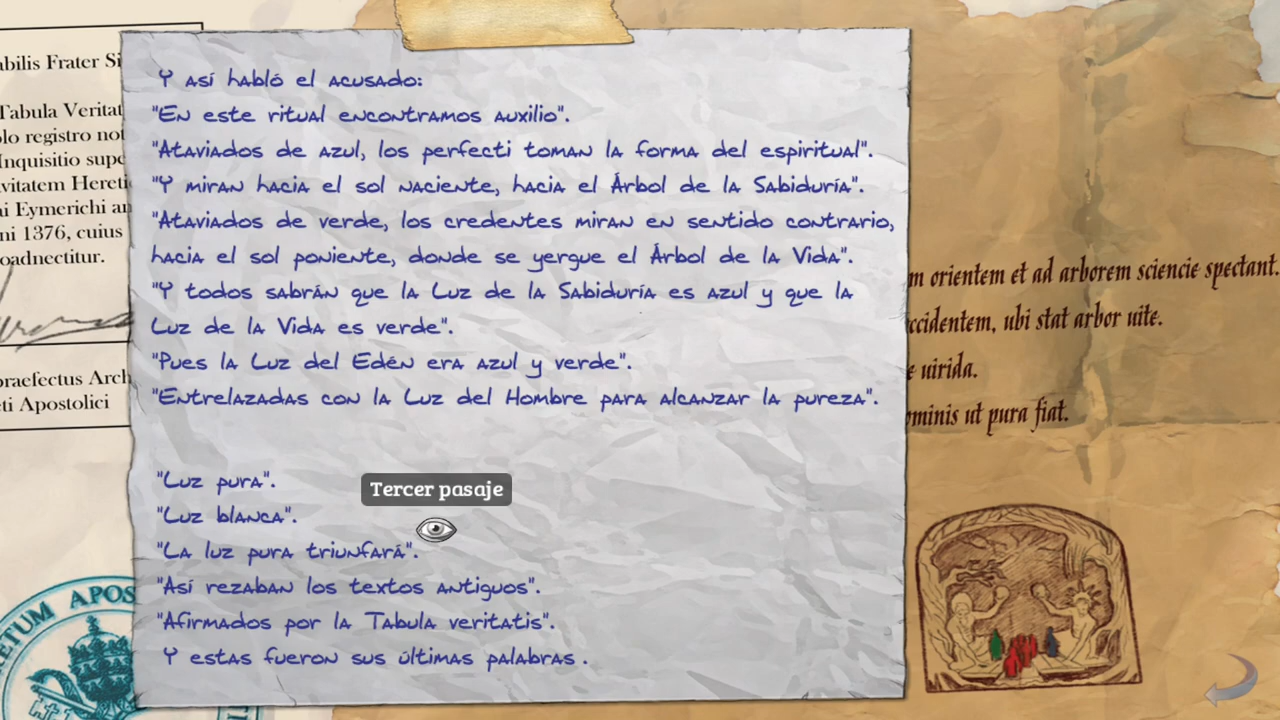 abilis Frater Si
Tabula Veritat
olo registro not
Inquisitio supe
vitatem Hereti
ai Eymerichi an
ni 1376, cuius
oadnectitur.
praefectus Arch
eti Apostolici
ETUM APOS
Y así habló el acusado:
"En este ritual encontramos auxilio".
"Ataviados de azul, los perfecti toman la forma del espiritual".
"Y miran hacia el sol naciente, hacia el Árbol de la Sabiduría".
"Ataviados de verde, los credentes miran en sentido contrario,
hacia el sol poniente, donde se yergue el Árbol de la Vida".
"Y todos sabrán que la Luz de la Sabiduría es azul y que la
Luz de la Vida es verde".
"Pues la Luz del Edén era azul y verde".
"Entrelazadas con la Luz del Hombre para alcanzar la pureza".
"Luz pura".
"Luz blanca".
"La luz pura triunfará".
"Así rezaban los textos antiguos".
"Afirmados por la Tabula veritatis".
Y estas fueron sus últimas palabras.
Tercer pasaje
m orientem et ad arborem sciencie spectant.
ccidentem, ubi stat arbor uite.
e uirida.
ominis ut pura fiat.